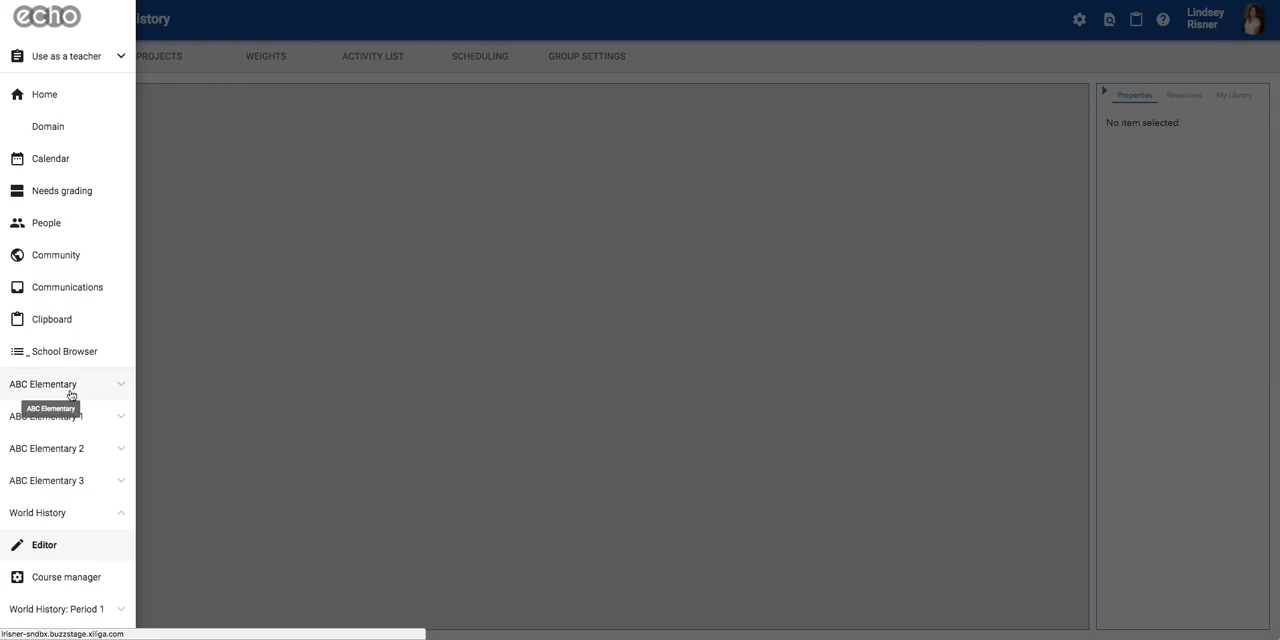 echo
istory
Lindsey
Risner
Use as a teacher
PROJECTS
WEIGHTS
ACTIVITY LIST
SCHEDULING
GROUP SETTINGS
Home
Domain
Calendar
Needs grading
People
Community
Communications
Clipboard
School Browser
ABC Elementary
ABC Elementary
ABC Elementary 1
ABC Elementary 2
ABC Elementary 3
World History
Editor
Course manager
World History: Period 1
lrisner-sndbx.buzzstage.xiliga.com
Properties
Resources
My Library
No item selected